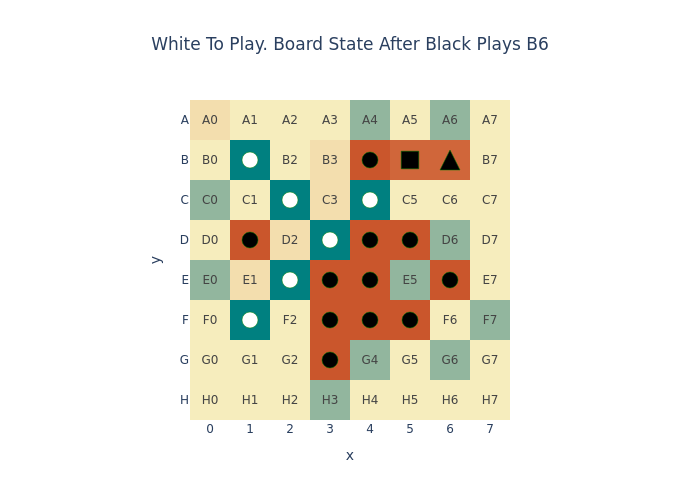 White To Play. Board State After Black Plays B6
A A0 A1 A2 A3 A4 A5 A6 A7
B B0 B2 B3 B7
C C0 C1 C3 C5 C6 C7
D D0 D2 D6 D7
E E0 E1 E5 E7
F F0 F2 F6 F7
G G0 G1 G2 G4 G5 G6 G7
H H0 H1 H2 H3 H4 H5 H6 H7
0 1 2 3 4 5 6 7
x
y